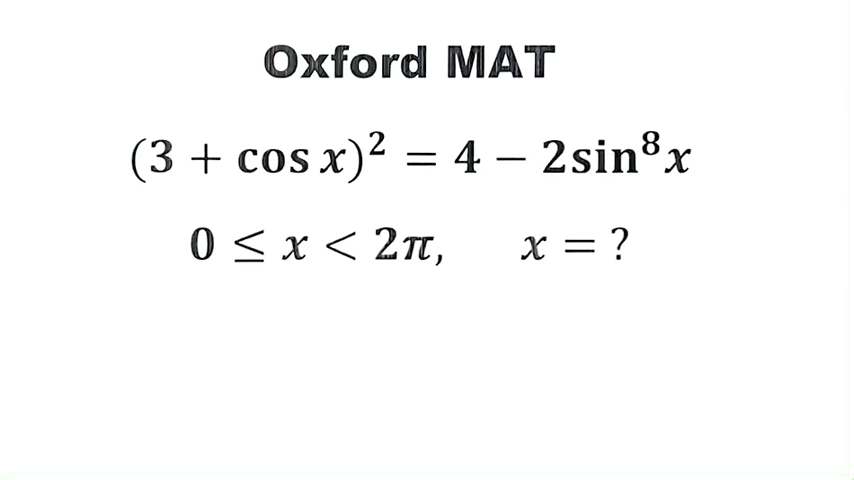 Oxford MAT
(3 + cos x)² = 4 − 2sin⁸x
0 ≤ x < 2π, x = ?